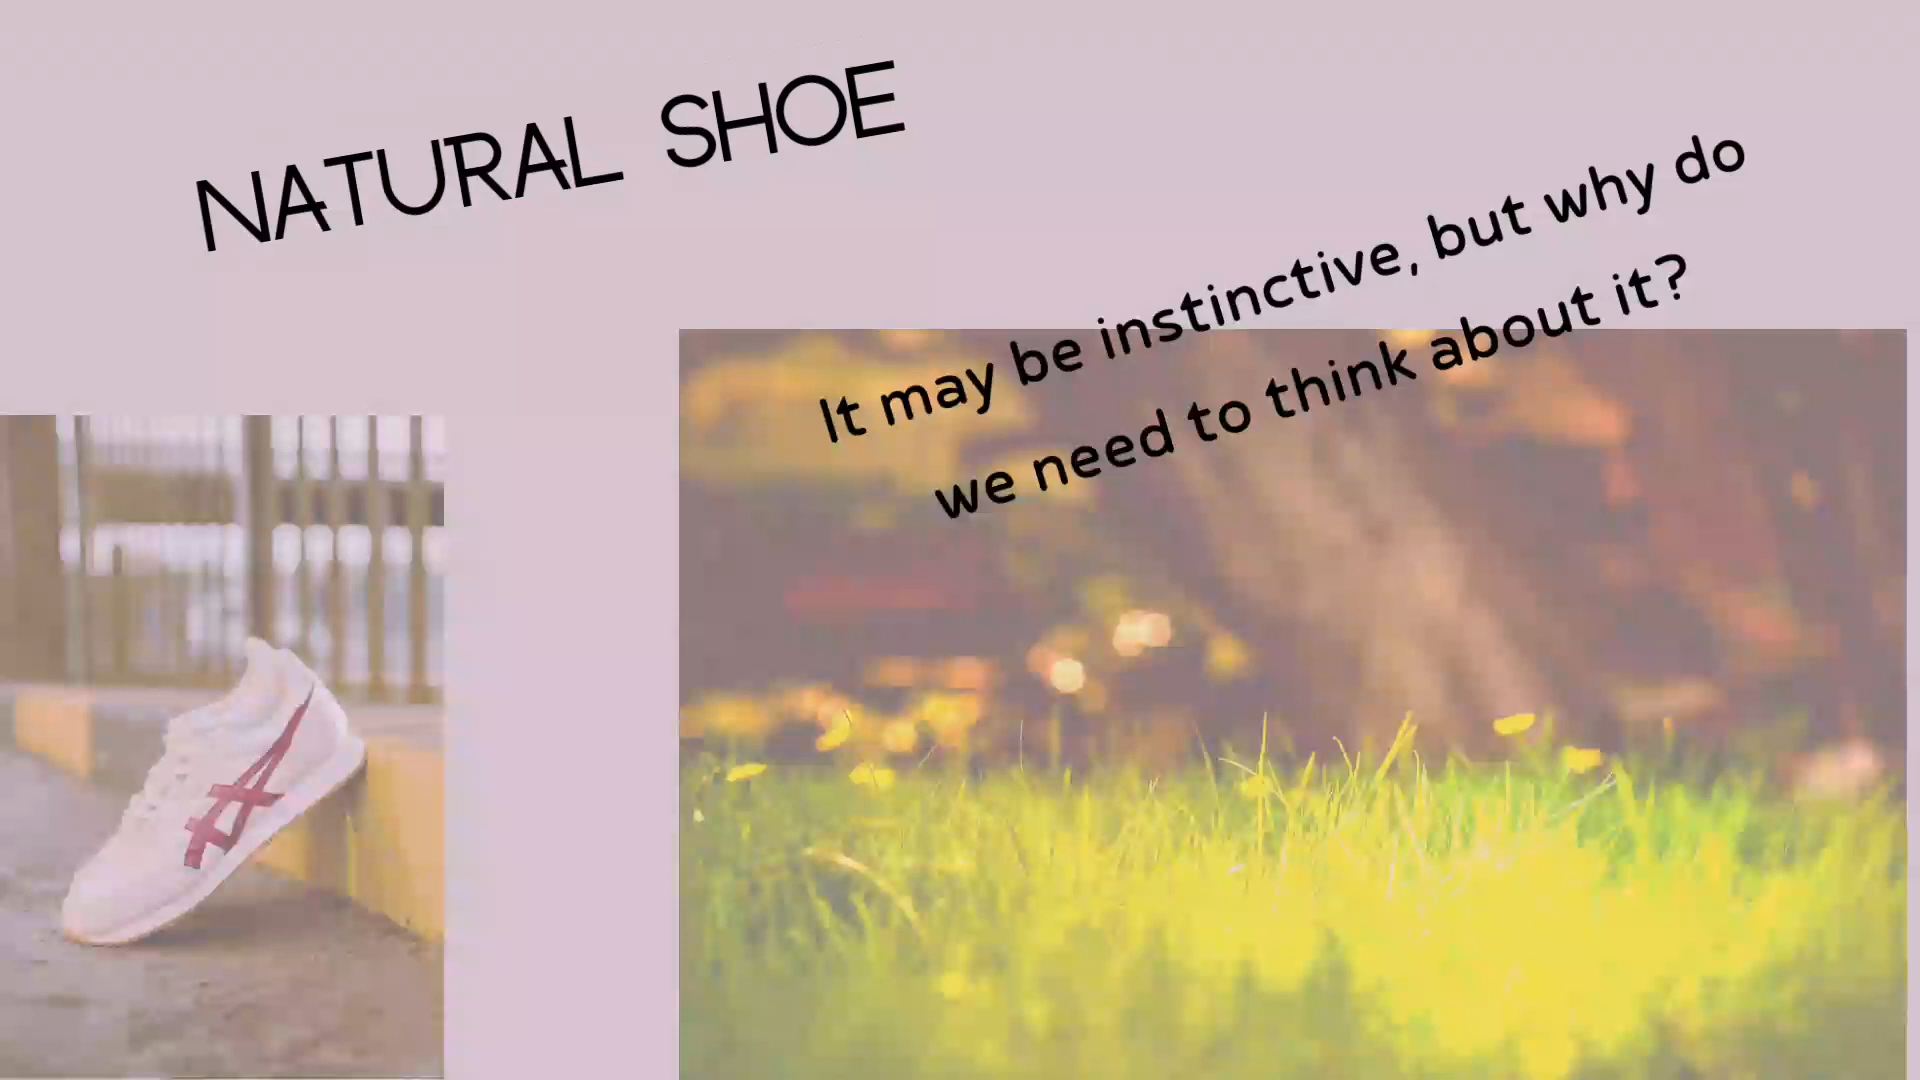 NATURAL SHOE
It may be instinctive, but why do
we need to think about it?